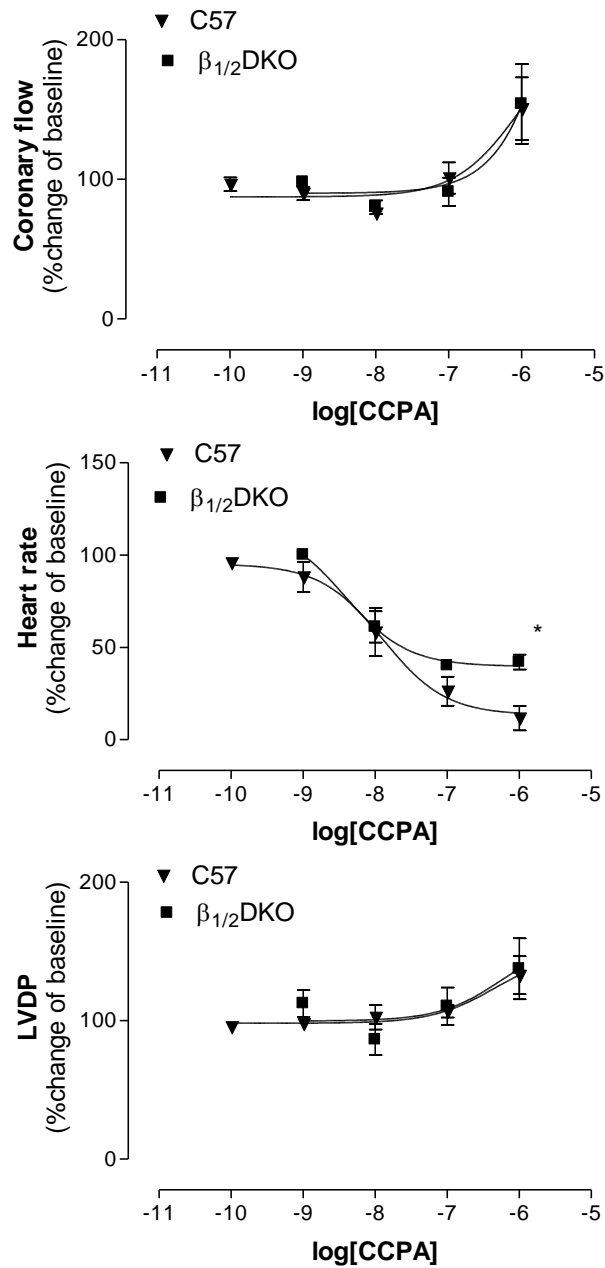 C57
β1/2DKO
Coronary flow
(%change of baseline)
200
100
0
-11 -10 -9 -8 -7 -6 -5
log[CCPA]
C57
β1/2DKO
Heart rate
(%change of baseline)
150
100
50
0
*
-11 -10 -9 -8 -7 -6 -5
log[CCPA]
C57
β1/2DKO
LVDP
(%change of baseline)
200
100
0
-11 -10 -9 -8 -7 -6 -5
log[CCPA]